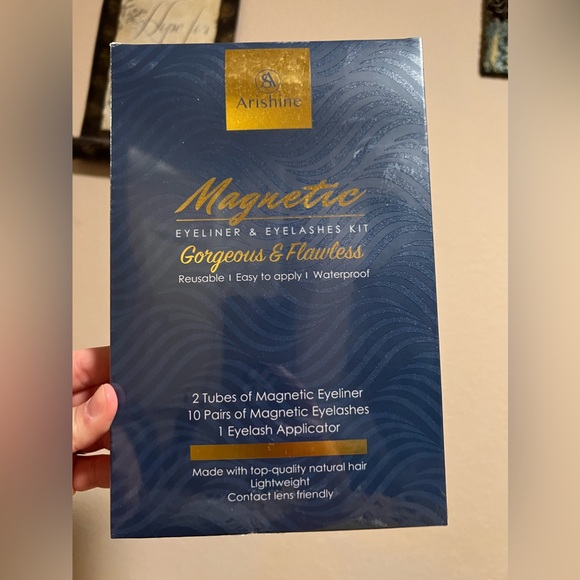 Arishine
Magnetic
EYELINER & EYELASHES KIT
Gorgeous & Flawless
Reusable I Easy to apply I Waterproof
2 Tubes of Magnetic Eyeliner
10 Pairs of Magnetic Eyelashes
1 Eyelash Applicator
Made with top-quality natural hair
Lightweight
Contact lens friendly